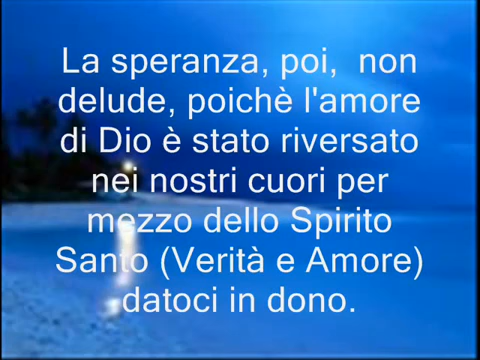 La speranza, poi,  non
delude, poichè l'amore
di Dio è stato riversato
nei nostri cuori per
mezzo dello Spirito
Santo (Verità e Amore)
datoci in dono.